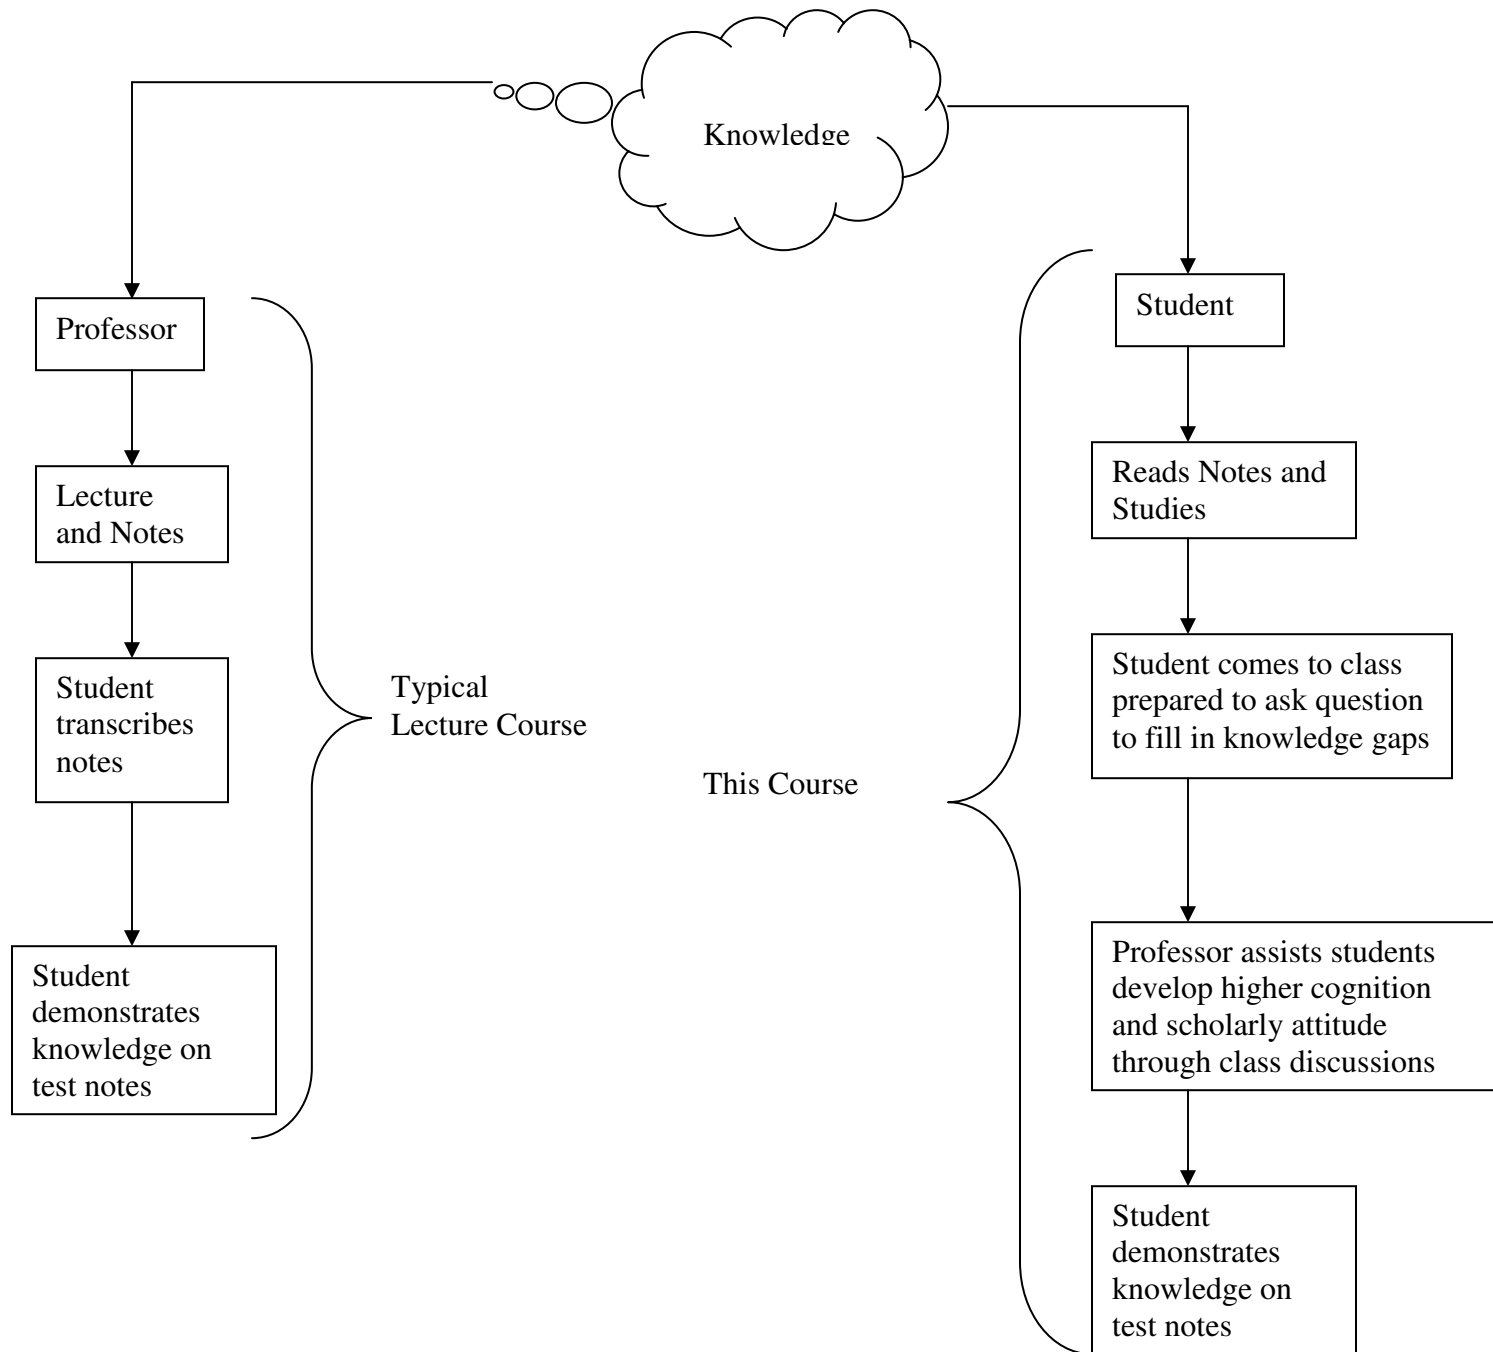 Knowledge
Professor
Lecture
and Notes
Student
transcribes
notes
Student
demonstrates
knowledge on
test notes
Typical
Lecture Course
This Course
Student
Reads Notes and
Studies
Student comes to class
prepared to ask question
to fill in knowledge gaps
Professor assists students
develop higher cognition
and scholarly attitude
through class discussions
Student
demonstrates
knowledge on
test notes